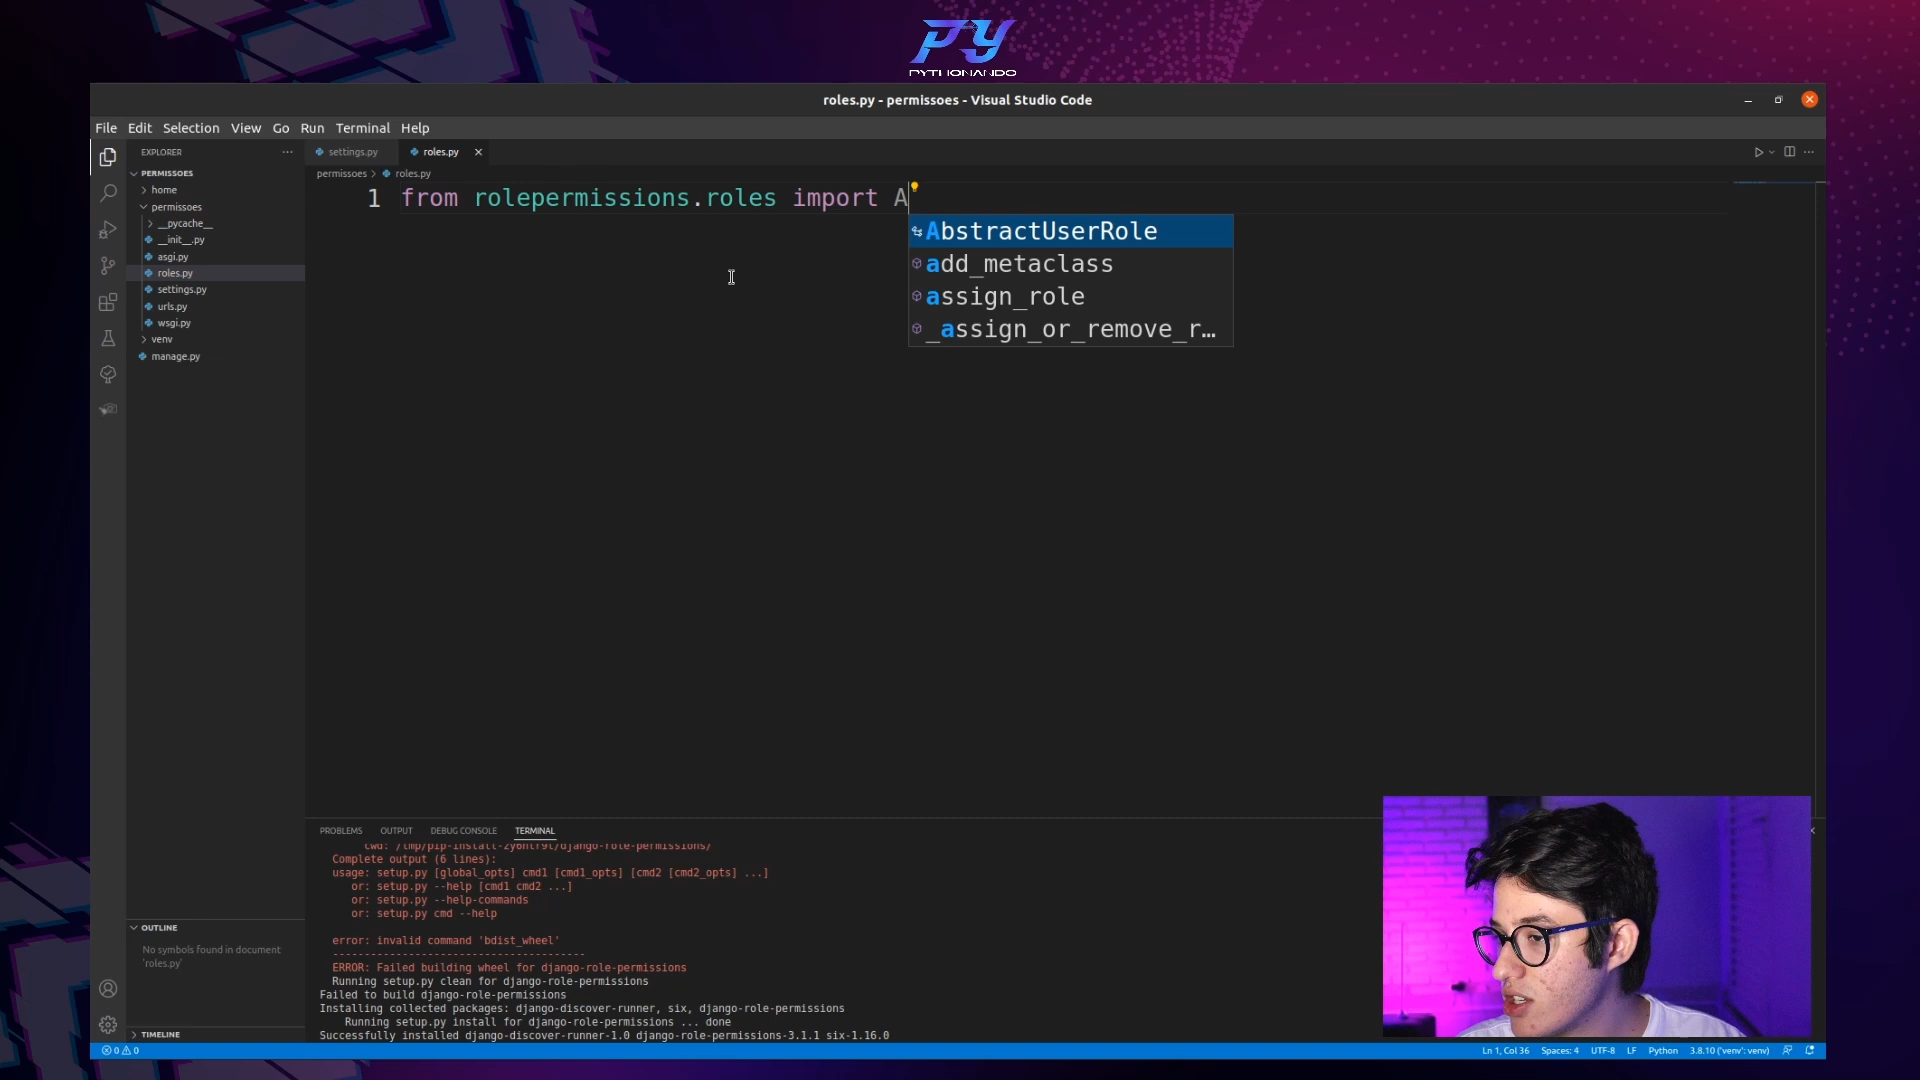 PY
PYTHONANDO
roles.py - permissoes - Visual Studio Code
File Edit Selection View Go Run Terminal Help
EXPLORER
settings.py
roles.py
PERMISSOES
permissoes > roles.py
home
permissoes
__pycache__
__init__.py
asgi.py
roles.py
settings.py
urls.py
wsgi.py
venv
manage.py
1 from rolepermissions.roles import A
AbstractUserRole
add_metaclass
assign_role
_assign_or_remove_r…
PROBLEMS OUTPUT DEBUG CONSOLE TERMINAL
Complete output (6 lines):
usage: setup.py [global_opts] cmd1 [cmd1_opts] [cmd2 [cmd2_opts] ...]
or: setup.py --help [cmd1 cmd2 ...]
or: setup.py --help-commands
or: setup.py cmd --help
error: invalid command 'bdist_wheel'
----------------------------------------
ERROR: Failed building wheel for django-role-permissions
Running setup.py clean for django-role-permissions
Failed to build django-role-permissions
Installing collected packages: django-discover-runner, six, django-role-permissions
Running setup.py install for django-role-permissions ... done
Successfully installed django-discover-runner-1.0 django-role-permissions-3.1.1 six-1.16.0
OUTLINE
No symbols found in document
'roles.py'
TIMELINE
0 0
Ln 1, Col 36 Spaces: 4 UTF-8 LF Python 3.8.10 ('venv': venv)